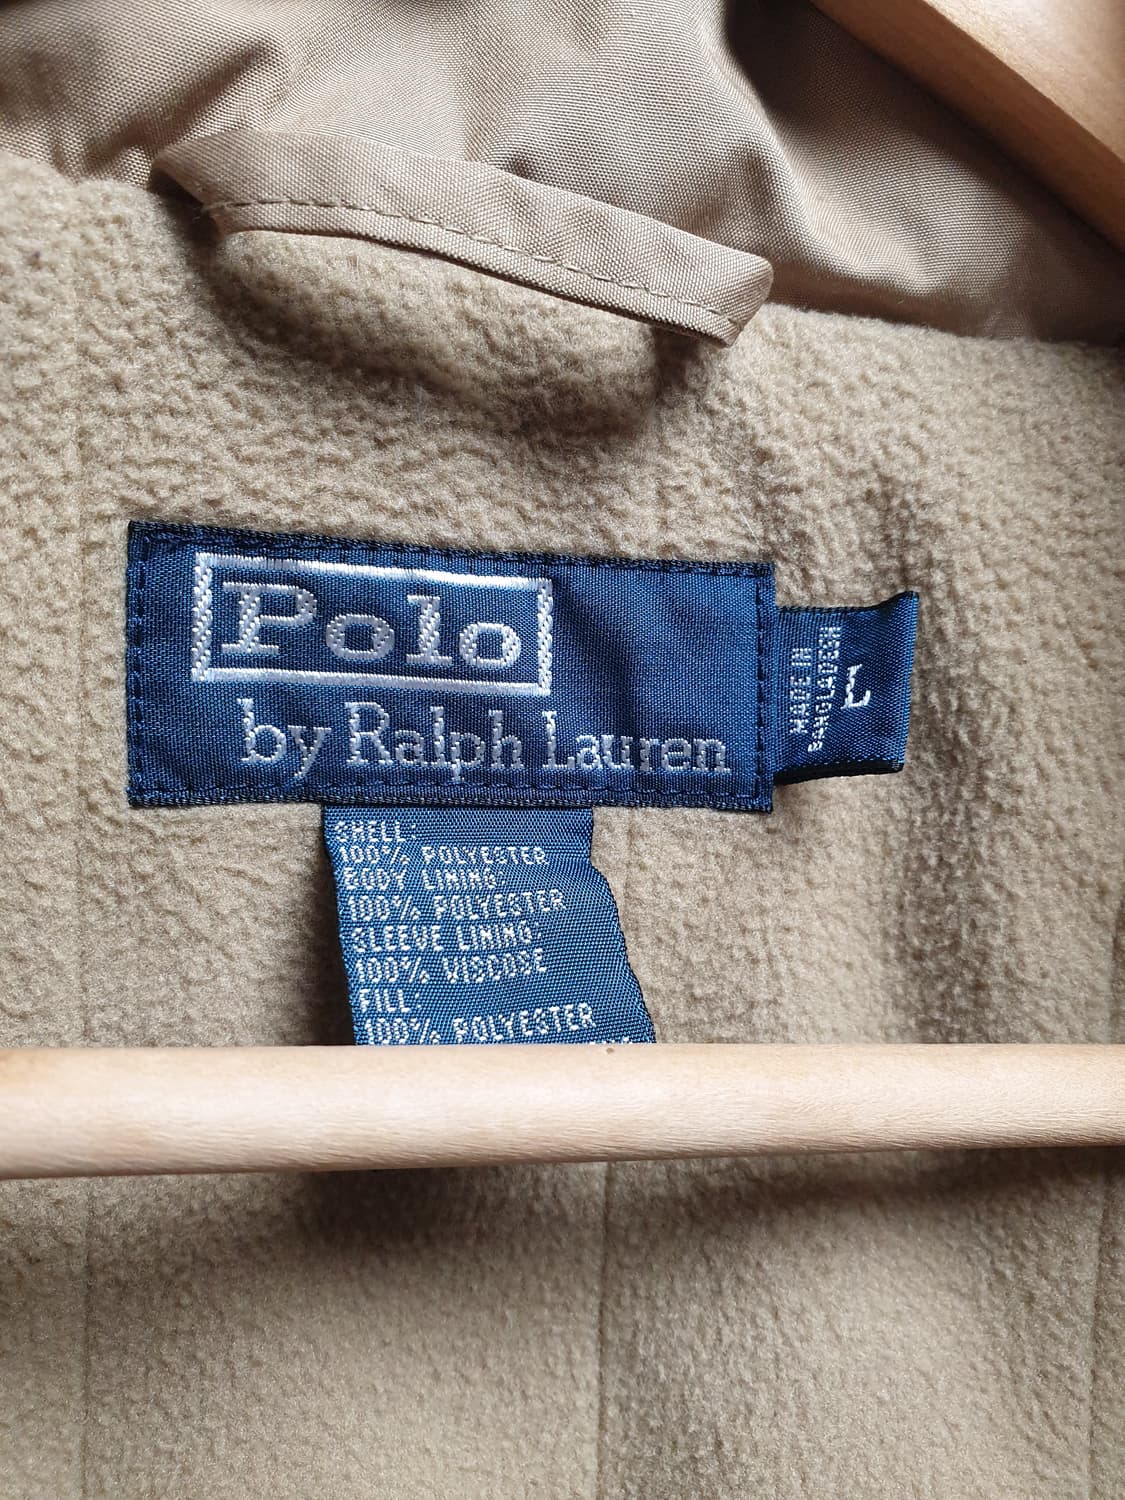 Polo
by Ralph Lauren
MADE IN
BANGLADESH
L
SHELL:
100% POLYESTER
BODY LINING
100% POLYESTER
SLEEVE LINING
100% VISCOSE
FILL:
100% POLYESTER